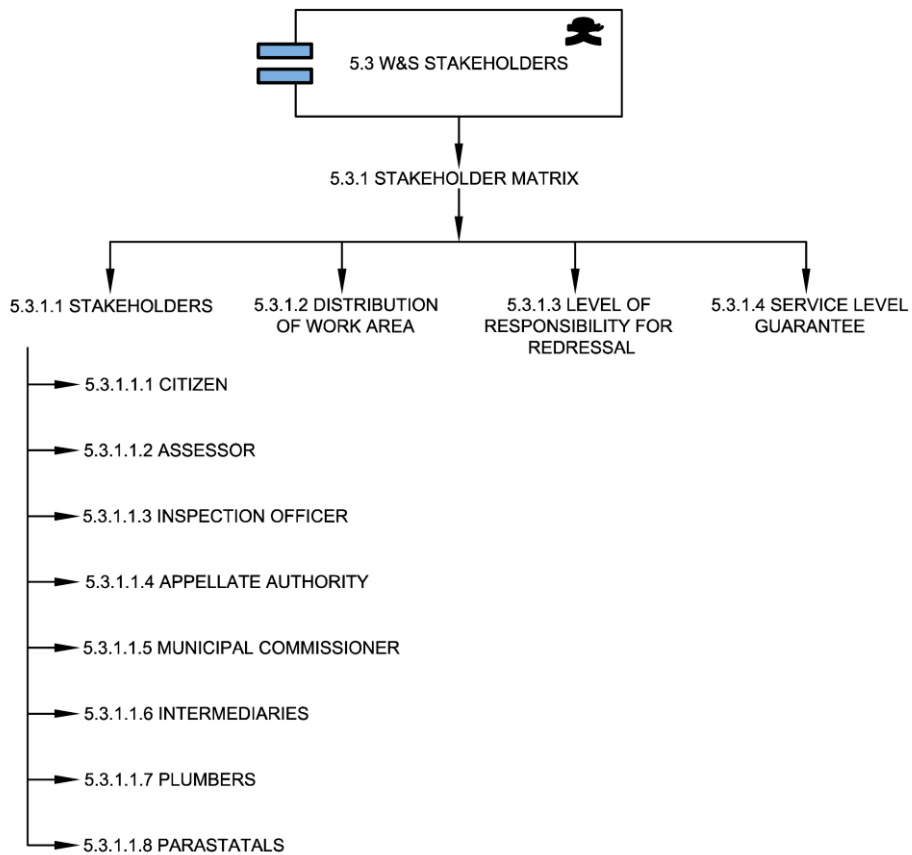 5.3 W&S STAKEHOLDERS
5.3.1 STAKEHOLDER MATRIX
5.3.1.1 STAKEHOLDERS
5.3.1.2 DISTRIBUTION
OF WORK AREA
5.3.1.3 LEVEL OF
RESPONSIBILITY FOR
REDRESSAL
5.3.1.4 SERVICE LEVEL
GUARANTEE
5.3.1.1.1 CITIZEN
5.3.1.1.2 ASSESSOR
5.3.1.1.3 INSPECTION OFFICER
5.3.1.1.4 APPELLATE AUTHORITY
5.3.1.1.5 MUNICIPAL COMMISSIONER
5.3.1.1.6 INTERMEDIARIES
5.3.1.1.7 PLUMBERS
5.3.1.1.8 PARASTATALS